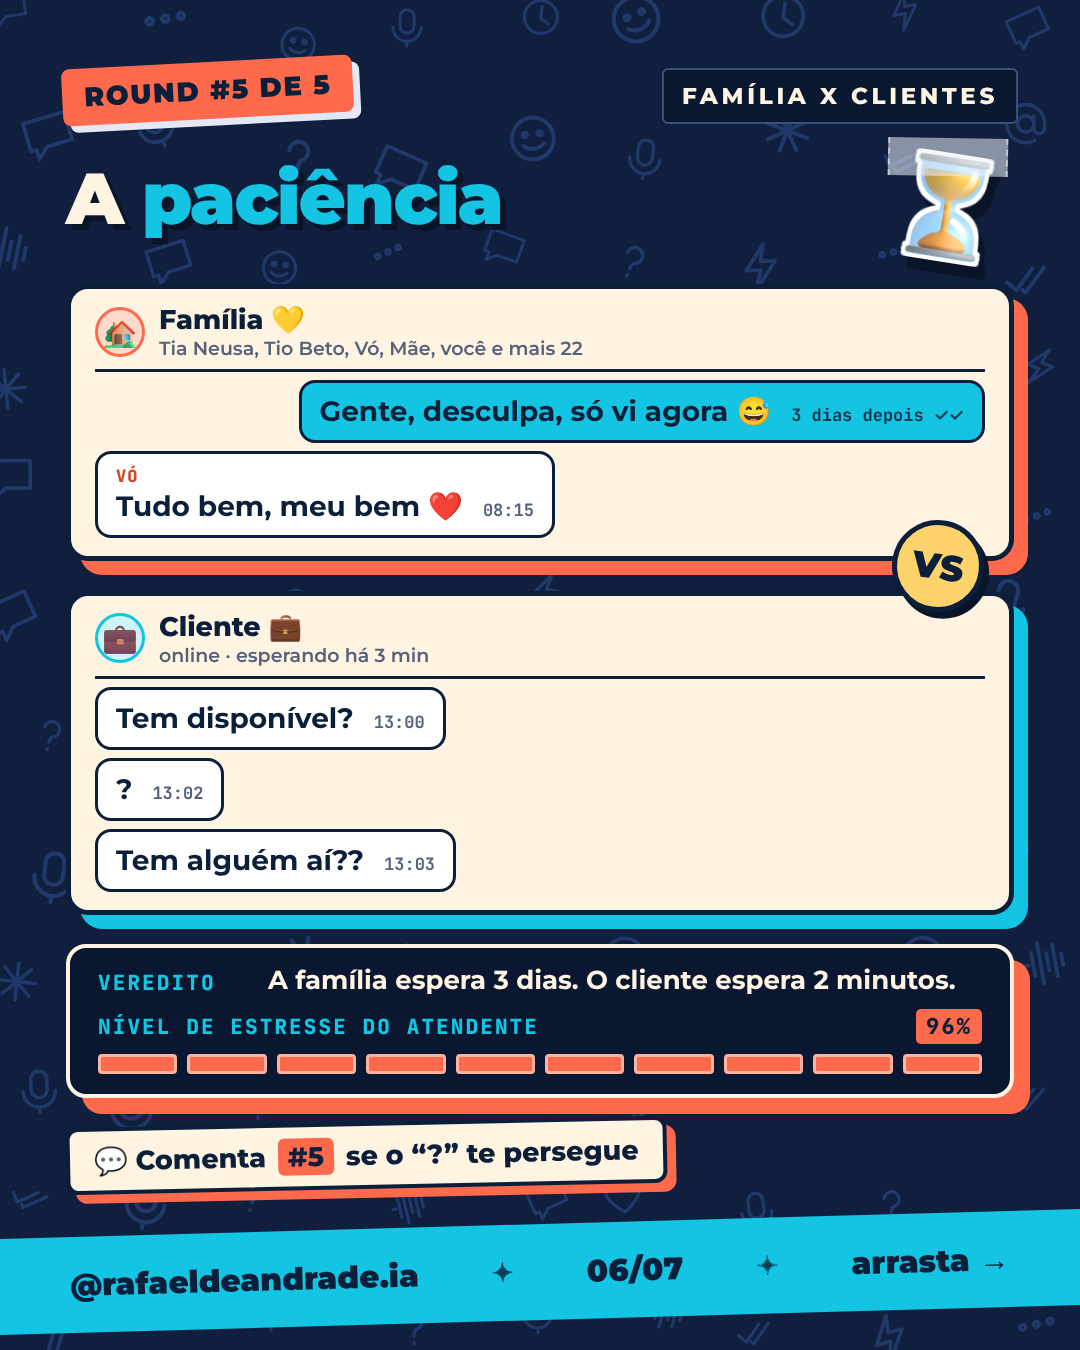 ROUND #5 DE 5
FAMÍLIA X CLIENTES
A paciência
Família 💛
Tia Neusa, Tio Beto, Vó, Mãe, você e mais 22
Gente, desculpa, só vi agora 😅 3 dias depois ✓✓
VÓ
Tudo bem, meu bem ❤️ 08:15
VS
Cliente 💼
online · esperando há 3 min
Tem disponível? 13:00
? 13:02
Tem alguém aí?? 13:03
VEREDITO A família espera 3 dias. O cliente espera 2 minutos.
NÍVEL DE ESTRESSE DO ATENDENTE 96%
💬 Comenta #5 se o “?” te persegue
@rafaeldeandrade.ia ✦ 06/07 ✦ arrasta →